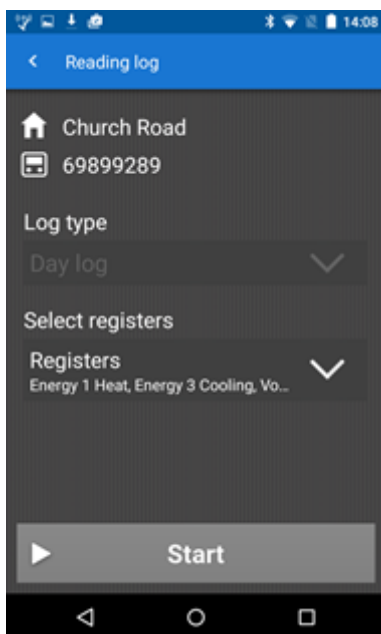 14:08
Reading log
Church Road
69899289
Log type
Day log
Select registers
Registers
Energy 1 Heat, Energy 3 Cooling, Vo...
Start